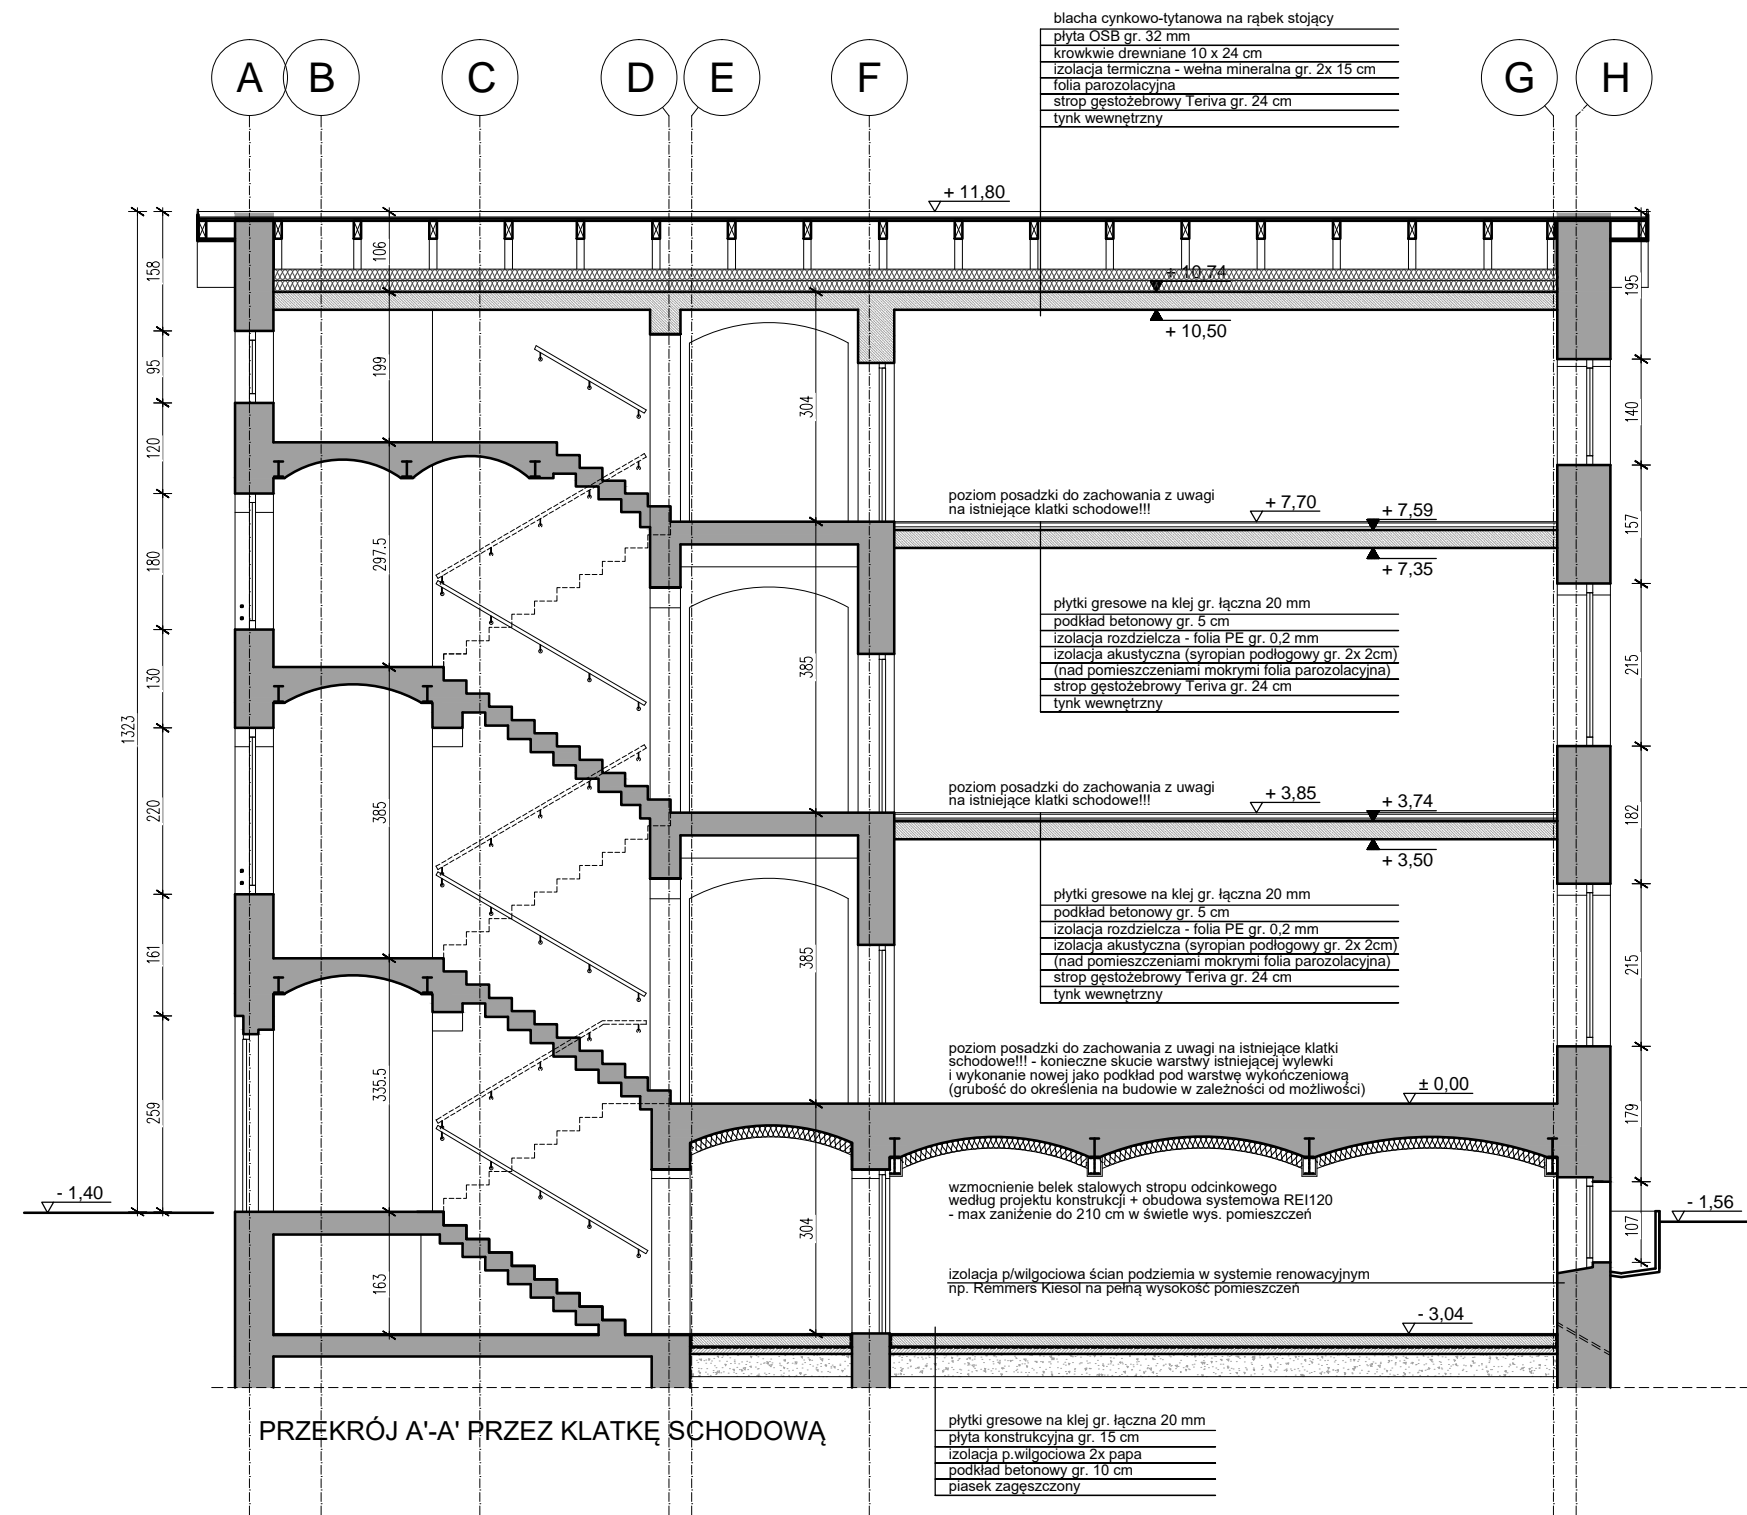 blacha cynkowo-tytanowa na rąbek stojący
płyta OSB gr. 32 mm
krowkwie drewniane 10 x 24 cm
izolacja termiczna - wełna mineralna gr. 2x 15 cm
folia parozolacyjna
strop gęstożebrowy Teriva gr. 24 cm
tynk wewnętrzny
A B C D E F G H
+ 11,80
106
158
195
+ 10,74
+ 10,50
95
199
304
140
120
poziom posadzki do zachowania z uwagi
na istniejące klatki schodowe!!!
+ 7,70
+ 7,59
+ 7,35
157
180
297.5
płytki gresowe na klej gr. łączna 20 mm
podkład betonowy gr. 5 cm
izolacja rozdzielcza - folia PE gr. 0,2 mm
izolacja akustyczna (syropian podłogowy gr. 2x 2cm)
(nad pomieszczeniami mokrymi folia parozolacyjna)
strop gęstożebrowy Teriva gr. 24 cm
tynk wewnętrzny
130
385
215
1323
poziom posadzki do zachowania z uwagi
na istniejące klatki schodowe!!!
+ 3,85
+ 3,74
+ 3,50
220
385
182
płytki gresowe na klej gr. łączna 20 mm
podkład betonowy gr. 5 cm
izolacja rozdzielcza - folia PE gr. 0,2 mm
izolacja akustyczna (syropian podłogowy gr. 2x 2cm)
(nad pomieszczeniami mokrymi folia parozolacyjna)
strop gęstożebrowy Teriva gr. 24 cm
tynk wewnętrzny
161
385
215
poziom posadzki do zachowania z uwagi na istniejące klatki
schodowe!!! - konieczne skucie warstwy istniejącej wylewki
i wykonanie nowej jako podkład pod warstwę wykończeniową
(grubość do określenia na budowie w zależności od możliwości)
± 0,00
259
335.5
179
wzmocnienie belek stalowych stropu odcinkowego
według projektu konstrukcji + obudowa systemowa REI120
- max zaniżenie do 210 cm w świetle wys. pomieszczeń
- 1,40
- 1,56
304
107
163
izolacja p/wilgociowa ścian podziemia w systemie renowacyjnym
np. Remmers Kiesol na pełną wysokość pomieszczeń
- 3,04
PRZEKRÓJ A'-A' PRZEZ KLATKĘ SCHODOWĄ
płytki gresowe na klej gr. łączna 20 mm
płyta konstrukcyjna gr. 15 cm
izolacja p.wilgociowa 2x papa
podkład betonowy gr. 10 cm
piasek zagęszczony